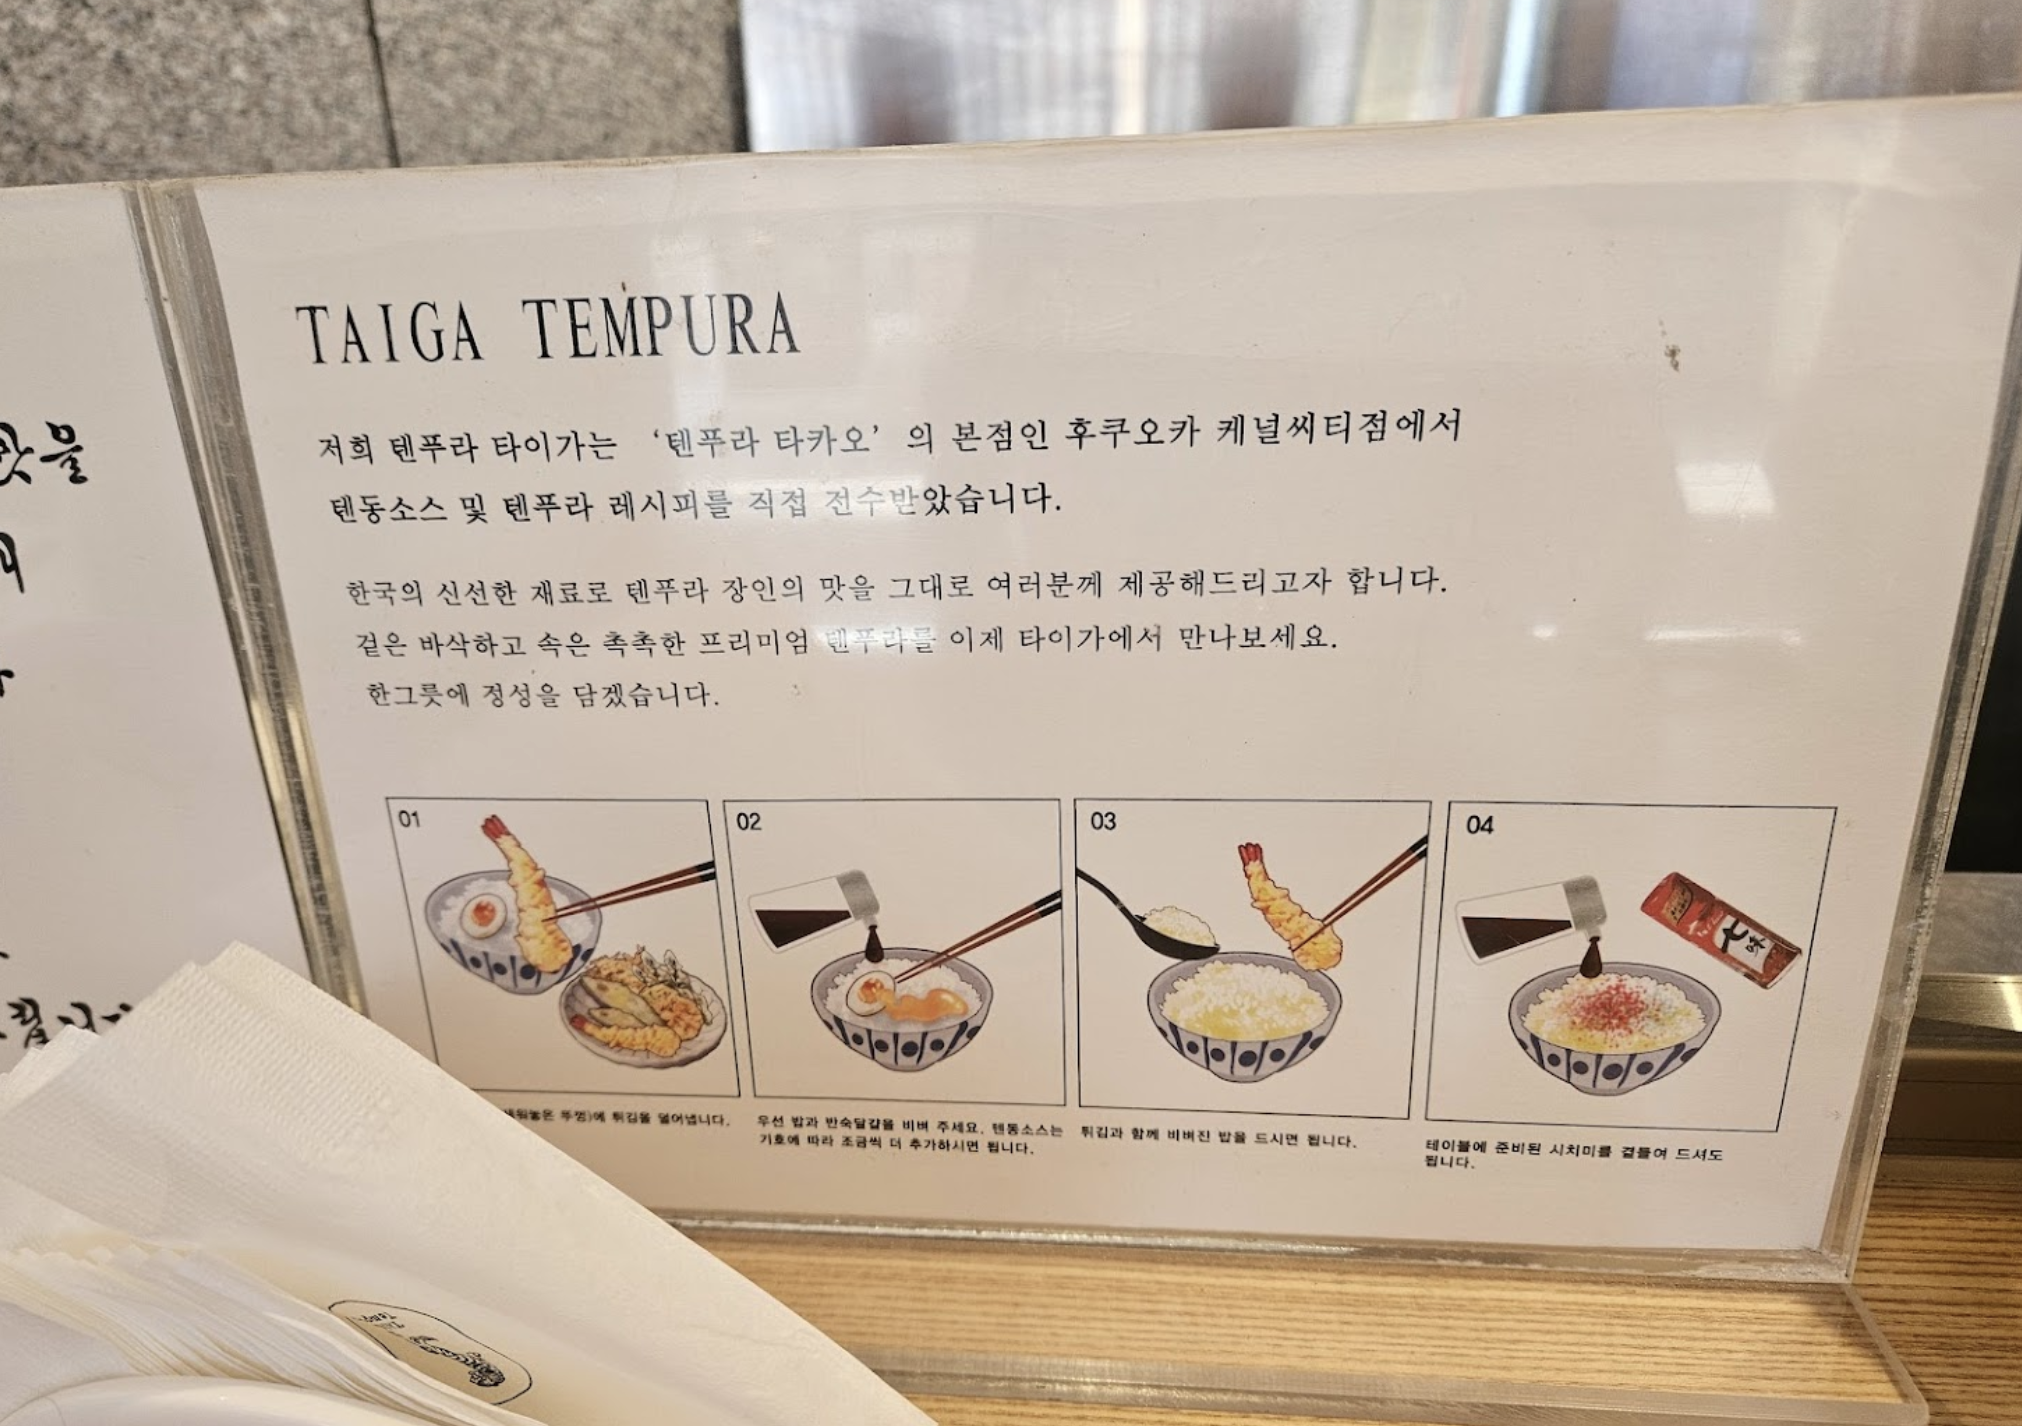 맛을
TAIGA TEMPURA
저희 텐푸라 타이가는 ‘텐푸라 타카오’ 의 본점인 후쿠오카 케널씨티점에서
텐동소스 및 텐푸라 레시피를 직접 전수받았습니다.
한국의 신선한 재료로 텐푸라 장인의 맛을 그대로 여러분께 제공해드리고자 합니다.
겉은 바삭하고 속은 촉촉한 프리미엄 텐푸라를 이제 타이가에서 만나보세요.
한그릇에 정성을 담겠습니다.
01
02
03
04
七味
뚜껑)에 튀김을 덜어냅니다.
우선 밥과 반숙달걀을 비벼 주세요. 텐동소스는
기호에 따라 조금씩 더 추가하시면 됩니다.
튀김과 함께 비벼진 밥을 드시면 됩니다.
테이블에 준비된 시치미를 곁들여 드셔도
됩니다.